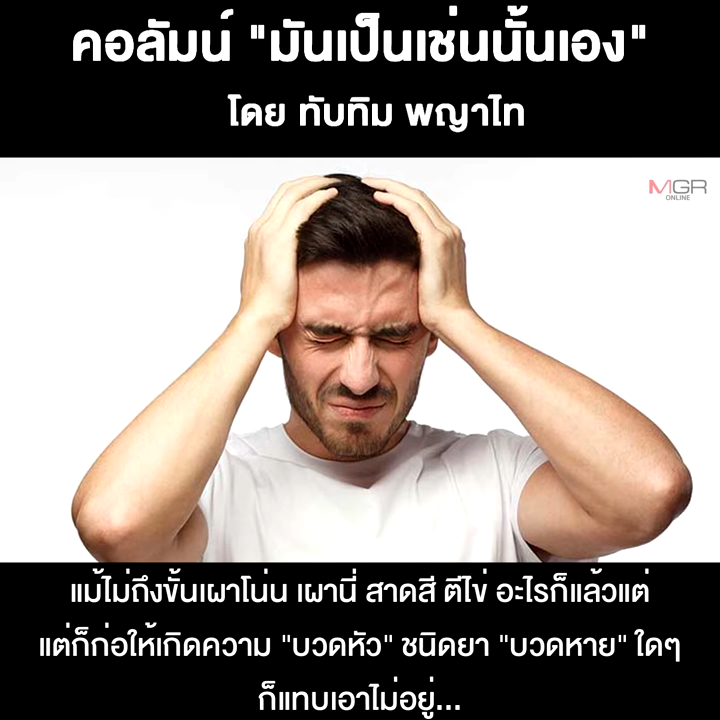 คอลัมน์ "มันเป็นเช่นนั้นเอง"
โดย ทับทิม พญาไท
MGR
ONLINE
แม้ไม่ถึงขั้นเผาโน่น เผานี่ สาดสี ตีไข่ อะไรก็แล้วแต่
แต่ก็ก่อให้เกิดความ "บวดหัว" ชนิดยา "บวดหาย" ใดๆ
ก็แทบเอาไม่อยู่...